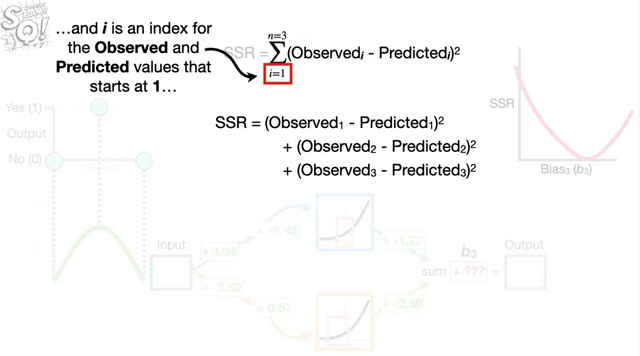 SQ!
...and i is an index for
the Observed and
Predicted values that
starts at 1...
n=3
SSR = ∑(Observedᵢ - Predictedᵢ)²
i=1
SSR = (Observed₁ - Predicted₁)²
+ (Observed₂ - Predicted₂)²
+ (Observed₃ - Predicted₃)²
SSR
Bias₃ (b₃)
Yes (1)
Output
No (0)
Input
x 3.34
+ -1.43
x -1.22
x -3.53
+ 0.57
x -2.30
b₃
sum + ??? =
Output